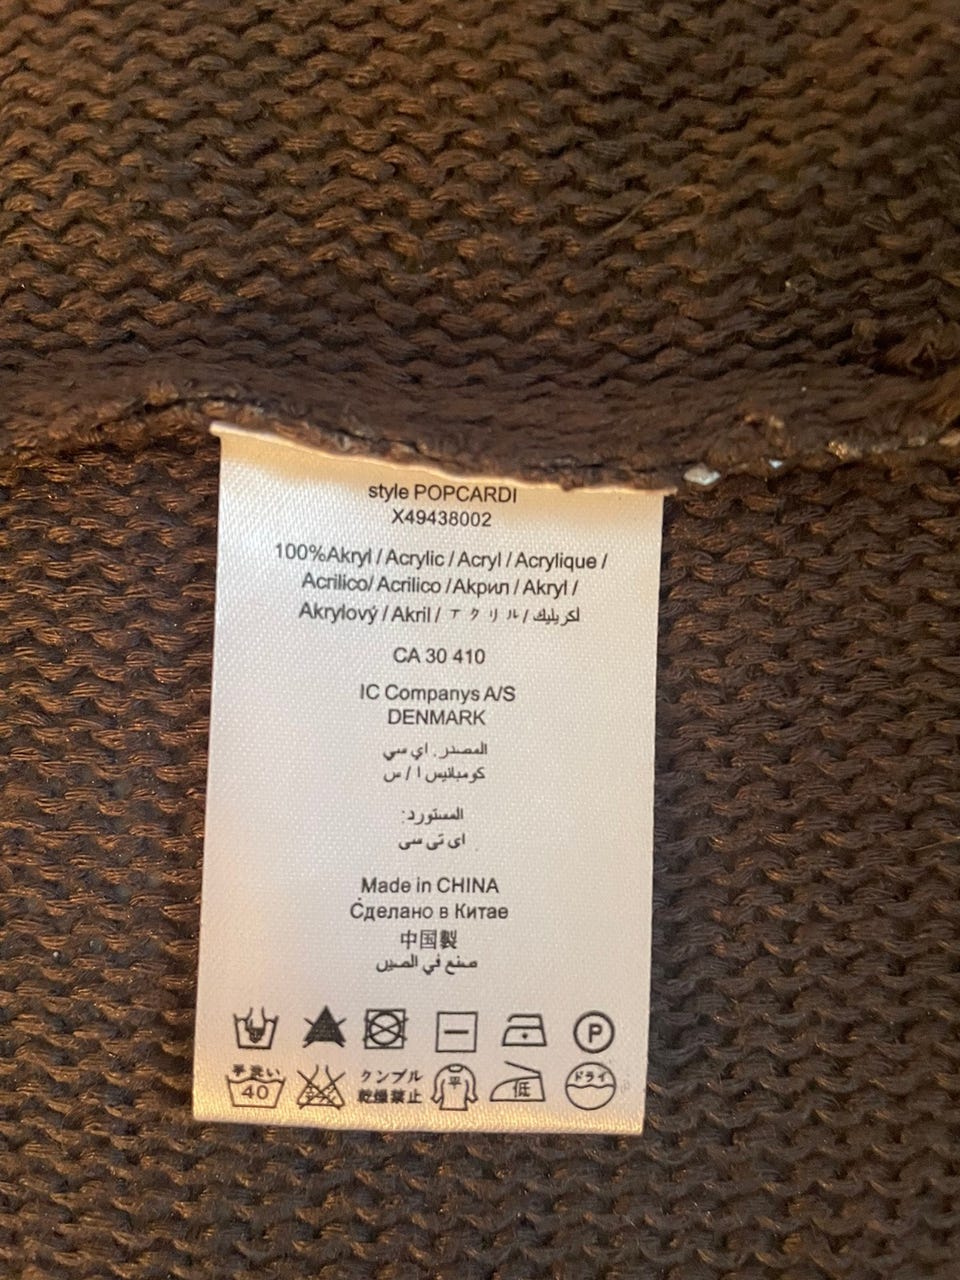 style POPCARDI
X49438002
100%Akryl / Acrylic / Acryl / Acrylique /
Acrilico/ Acrilico / Акрил / Akryl /
Akrylový / Akril / アクリル / اكريليك
CA 30 410
IC Companys A/S
DENMARK
المصدر. اي سي
كومبانيس ا / س
المستورد:
اى تى سى
Made in CHINA
Сделано в Китае
中国製
صنع في الصين
P
手洗い 40
クンブル
乾燥禁止
平
低
ドライ